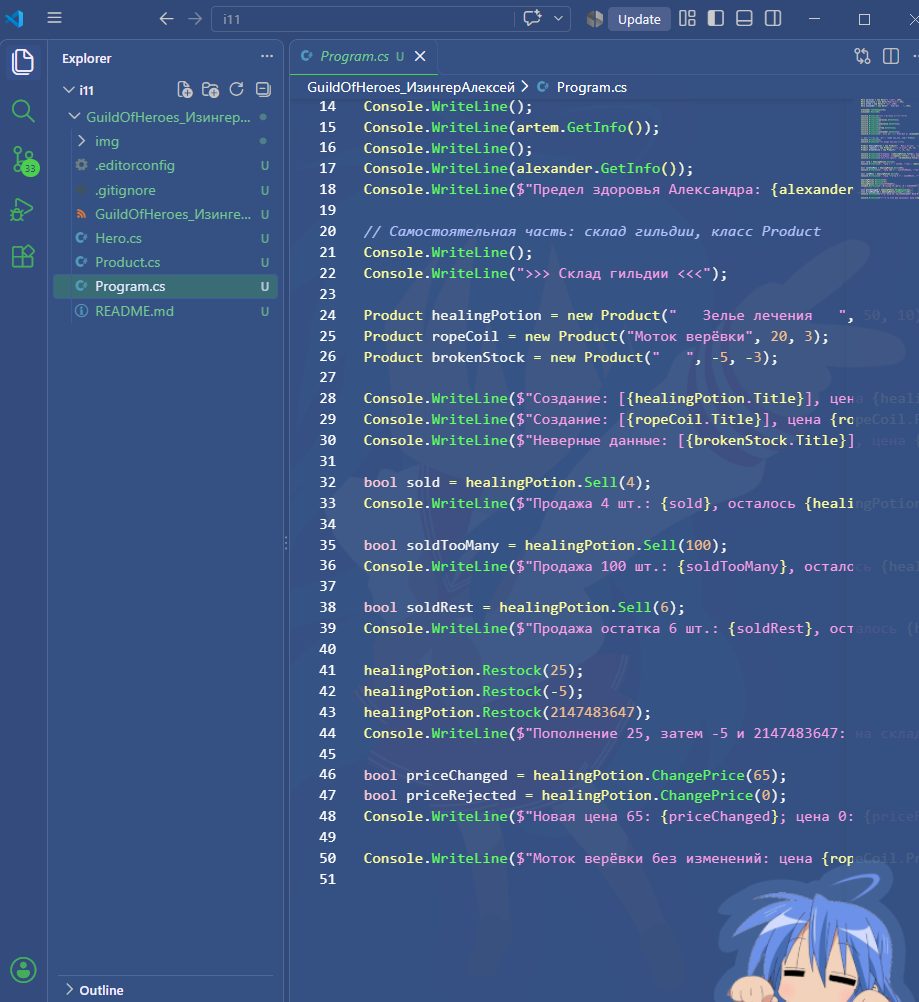 i11
Update
Explorer
Program.cs U
i11
GuildOfHeroes_Изингер...
img
.editorconfig U
.gitignore U
GuildOfHeroes_Изинге... U
Hero.cs U
Product.cs U
Program.cs U
README.md U
33
Outline
GuildOfHeroes_ИзингерАлексей > Program.cs
14 Console.WriteLine();
15 Console.WriteLine(artem.GetInfo());
16 Console.WriteLine();
17 Console.WriteLine(alexander.GetInfo());
18 Console.WriteLine($"Предел здоровья Александра: {alexander
19
20 // Самостоятельная часть: склад гильдии, класс Product
21 Console.WriteLine();
22 Console.WriteLine(">>> Склад гильдии <<<");
23
24 Product healingPotion = new Product("   Зелье лечения   ", 50, 10)
25 Product ropeCoil = new Product("Моток верёвки", 20, 3);
26 Product brokenStock = new Product("   ", -5, -3);
27
28 Console.WriteLine($"Создание: [{healingPotion.Title}], цена {heal
29 Console.WriteLine($"Создание: [{ropeCoil.Title}], цена {ropeCoil.
30 Console.WriteLine($"Неверные данные: [{brokenStock.Title}], цена {
31
32 bool sold = healingPotion.Sell(4);
33 Console.WriteLine($"Продажа 4 шт.: {sold}, осталось {healingPotion
34
35 bool soldTooMany = healingPotion.Sell(100);
36 Console.WriteLine($"Продажа 100 шт.: {soldTooMany}, осталось {heal
37
38 bool soldRest = healingPotion.Sell(6);
39 Console.WriteLine($"Продажа остатка 6 шт.: {soldRest}, осталось {h
40
41 healingPotion.Restock(25);
42 healingPotion.Restock(-5);
43 healingPotion.Restock(2147483647);
44 Console.WriteLine($"Пополнение 25, затем -5 и 2147483647: на склад
45
46 bool priceChanged = healingPotion.ChangePrice(65);
47 bool priceRejected = healingPotion.ChangePrice(0);
48 Console.WriteLine($"Новая цена 65: {priceChanged}; цена 0: {priceR
49
50 Console.WriteLine($"Моток верёвки без изменений: цена {ropeCoil.Pr
51